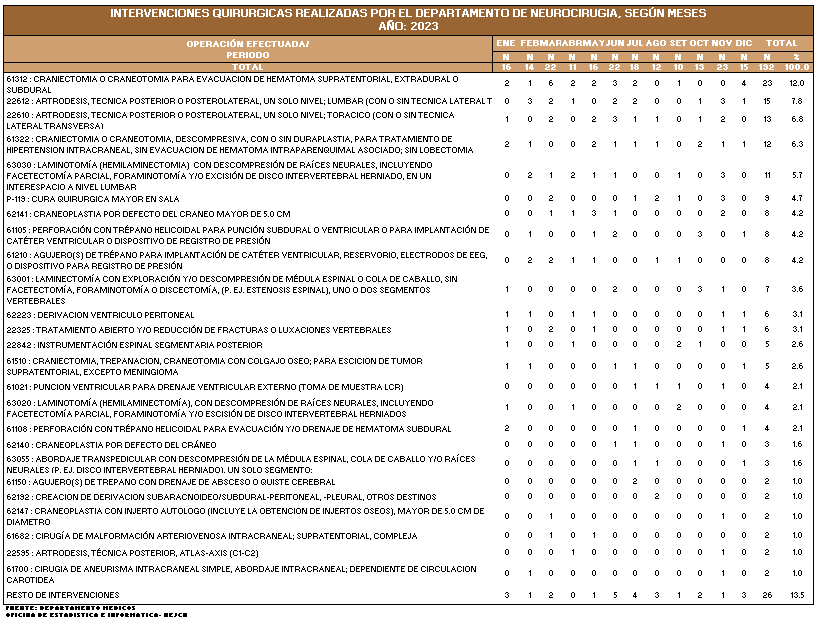 INTERVENCIONES QUIRURGICAS REALIZADAS POR EL DEPARTAMENTO DE NEUROCIRUGIA, SEGÚN MESES
AÑO: 2023
OPERACIÓN EFECTUADA/ ENE FEB MAR ABR MAY JUN JUL AGO SET OCT NOV DIC TOTAL
PERIODO N N N N N N N N N N N N N %
TOTAL 16 14 22 11 16 22 18 12 10 13 23 15 192 100.0
61312 : CRANIECTOMIA O CRANEOTOMIA PARA EVACUACION DE HEMATOMA SUPRATENTORIAL, EXTRADURAL O
SUBDURAL 2 1 6 2 2 3 2 0 1 0 0 4 23 12.0
22612 : ARTRODESIS, TECNICA POSTERIOR O POSTEROLATERAL, UN SOLO NIVEL; LUMBAR (CON O SIN TECNICA LATERAL T 0 3 2 1 0 2 2 0 0 1 3 1 15 7.8
22610 : ARTRODESIS, TECNICA POSTERIOR O POSTEROLATERAL, UN SOLO NIVEL; TORACICO (CON O SIN TECNICA
LATERAL TRANSVERSA) 1 0 2 0 2 3 1 1 0 1 2 0 13 6.8
61322 : CRANIECTOMIA O CRANEOTOMIA, DESCOMPRESIVA, CON O SIN DURAPLASTIA, PARA TRATAMIENTO DE
HIPERTENSION INTRACRANEAL, SIN EVACUACION DE HEMATOMA INTRAPARENQUIMAL ASOCIADO; SIN LOBECTOMIA 2 1 0 0 2 1 1 1 0 2 1 1 12 6.3
63030 : LAMINOTOMÍA (HEMILAMINECTOMIA) CON DESCOMPRESIÓN DE RAÍCES NEURALES, INCLUYENDO
FACETECTOMÍA PARCIAL, FORAMINOTOMÍA Y/O EXCISIÓN DE DISCO INTERVERTEBRAL HERNIADO, EN UN
INTERESPACIO A NIVEL LUMBAR 0 2 1 2 1 1 0 0 1 0 3 0 11 5.7
P-119 : CURA QUIRURGICA MAYOR EN SALA 0 0 2 0 0 0 1 2 1 0 3 0 9 4.7
62141 : CRANEOPLASTIA POR DEFECTO DEL CRANEO MAYOR DE 5.0 CM 0 0 1 1 3 1 0 0 0 0 2 0 8 4.2
61105 : PERFORACIÓN CON TRÉPANO HELICOIDAL PARA PUNCIÓN SUBDURAL O VENTRICULAR O PARA IMPLANTACIÓN DE
CATÉTER VENTRICULAR O DISPOSITIVO DE REGISTRO DE PRESIÓN 0 1 0 0 1 2 0 0 0 3 0 1 8 4.2
61210 : AGUJERO(S) DE TRÉPANO PARA IMPLANTACIÓN DE CATÉTER VENTRICULAR, RESERVORIO, ELECTRODOS DE EEG,
O DISPOSITIVO PARA REGISTRO DE PRESIÓN 0 2 2 1 1 0 0 1 1 0 0 0 8 4.2
63001 : LAMINECTOMÍA CON EXPLORACIÓN Y/O DESCOMPRESIÓN DE MÉDULA ESPINAL O COLA DE CABALLO, SIN
FACETECTOMÍA, FORAMINOTOMÍA O DISCECTOMÍA, (P. EJ. ESTENOSIS ESPINAL), UNO O DOS SEGMENTOS
VERTEBRALES 1 0 0 0 0 2 0 0 0 3 1 0 7 3.6
62223 : DERIVACION VENTRICULO PERITONEAL 1 1 0 1 1 0 0 0 0 0 1 1 6 3.1
22325 : TRATAMIENTO ABIERTO Y/O REDUCCIÓN DE FRACTURAS O LUXACIONES VERTEBRALES 1 0 2 0 1 0 0 0 0 0 1 1 6 3.1
22842 : INSTRUMENTACIÓN ESPINAL SEGMENTARIA POSTERIOR 1 0 0 1 0 0 0 0 2 1 0 0 5 2.6
61510 : CRANIECTOMIA, TREPANACION, CRANEOTOMIA CON COLGAJO OSEO; PARA ESCICION DE TUMOR
SUPRATENTORIAL, EXCEPTO MENINGIOMA 1 1 0 0 0 1 1 0 0 0 0 1 5 2.6
61021 : PUNCION VENTRICULAR PARA DRENAJE VENTRICULAR EXTERNO (TOMA DE MUESTRA LCR) 0 0 0 0 0 0 1 1 1 0 1 0 4 2.1
63020 : LAMINOTOMÍA (HEMILAMINECTOMÍA), CON DESCOMPRESIÓN DE RAÍCES NEURALES, INCLUYENDO
FACETECTOMÍA PARCIAL, FORAMINOTOMÍA Y/O ESCISIÓN DE DISCO INTERVERTEBRAL HERNIADOS 1 0 0 1 0 0 0 0 2 0 0 0 4 2.1
61108 : PERFORACIÓN CON TRÉPANO HELICOIDAL PARA EVACUACIÓN Y/O DRENAJE DE HEMATOMA SUBDURAL 2 0 0 0 0 0 1 0 0 0 0 1 4 2.1
62140 : CRANEOPLASTIA POR DEFECTO DEL CRÁNEO 0 0 0 0 0 1 1 0 0 0 1 0 3 1.6
63055 : ABORDAJE TRANSPEDICULAR CON DESCOMPRESIÓN DE LA MÉDULA ESPINAL, COLA DE CABALLO Y/O RAÍCES
NEURALES (P. EJ. DISCO INTERVERTEBRAL HERNIADO), UN SOLO SEGMENTO: 0 0 0 0 0 0 1 1 0 0 0 1 3 1.6
61150 : AGUJERO(S) DE TREPANO CON DRENAJE DE ABSCESO O QUISTE CEREBRAL 0 0 0 0 0 0 2 0 0 0 0 0 2 1.0
62192 : CREACION DE DERIVACION SUBARACNOIDEO/SUBDURAL-PERITONEAL, -PLEURAL, OTROS DESTINOS 0 0 0 0 0 0 0 2 0 0 0 0 2 1.0
62147 : CRANEOPLASTIA CON INJERTO AUTOLOGO (INCLUYE LA OBTENCION DE INJERTOS OSEOS), MAYOR DE 5.0 CM DE
DIAMETRO 0 0 1 0 0 0 0 0 0 0 1 0 2 1.0
61682 : CIRUGÍA DE MALFORMACIÓN ARTERIOVENOSA INTRACRANEAL; SUPRATENTORIAL, COMPLEJA 0 0 1 0 1 0 0 0 0 0 0 0 2 1.0
22595 : ARTRODESIS, TÉCNICA POSTERIOR, ATLAS-AXIS (C1-C2) 0 0 0 1 0 0 0 0 0 0 1 0 2 1.0
61700 : CIRUGIA DE ANEURISMA INTRACRANEAL SIMPLE, ABORDAJE INTRACRANEAL; DEPENDIENTE DE CIRCULACION
CAROTIDEA 0 1 0 0 0 0 0 0 0 0 1 0 2 1.0
RESTO DE INTERVENCIONES 3 1 2 0 1 5 4 3 1 2 1 3 26 13.5
FUENTE: DEPARTAMENTO MEDICOS
OFICINA DE ESTADISTICA E INFORMATICA- HEJCU